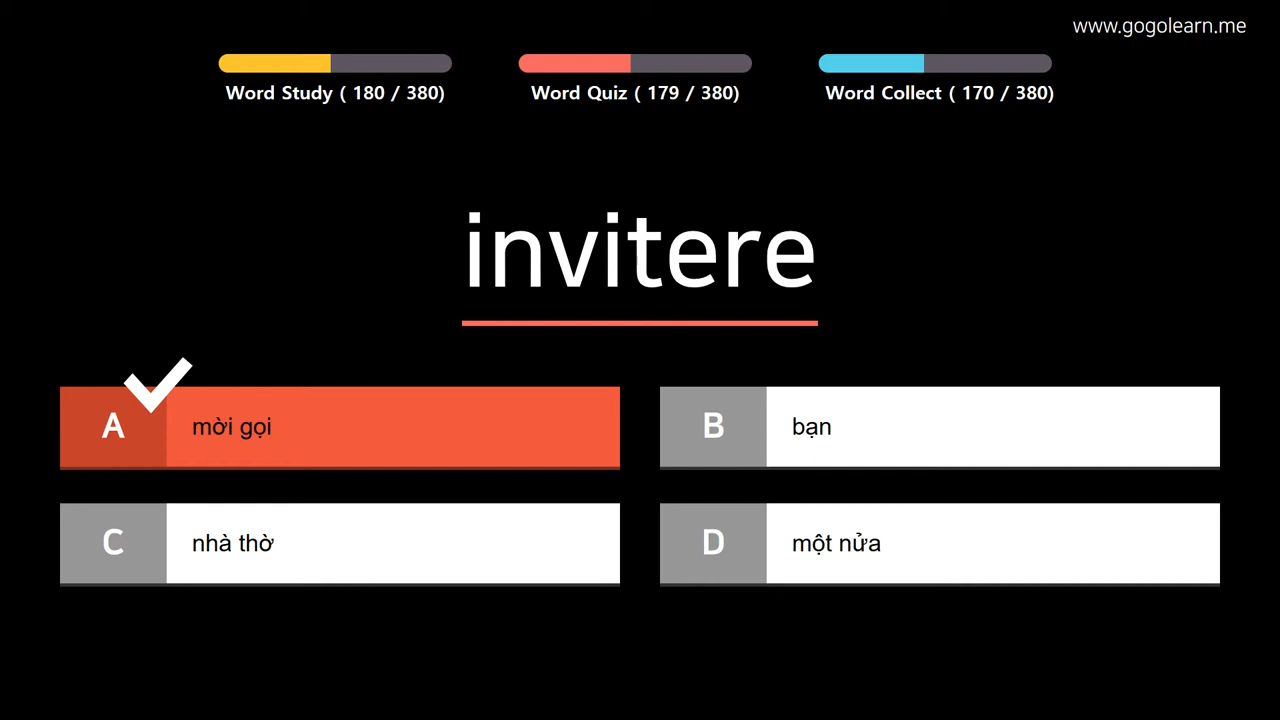 www.gogolearn.me
Word Study ( 180 / 380)
Word Quiz ( 179 / 380)
Word Collect ( 170 / 380)
invitere
A mời gọi
B bạn
C nhà thờ
D một nửa